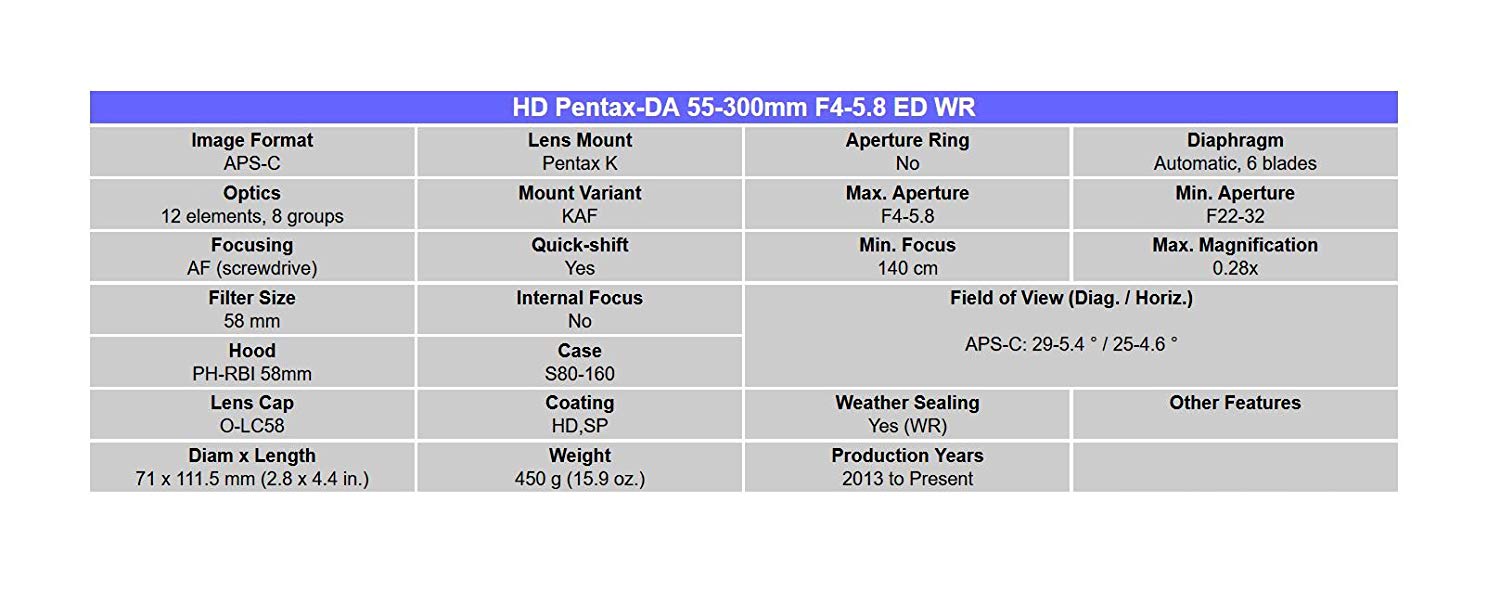 HD Pentax-DA 55-300mm F4-5.8 ED WR
Image Format Lens Mount Aperture Ring Diaphragm
APS-C Pentax K No Automatic, 6 blades
Optics Mount Variant Max. Aperture Min. Aperture
12 elements, 8 groups KAF F4-5.8 F22-32
Focusing Quick-shift Min. Focus Max. Magnification
AF (screwdrive) Yes 140 cm 0.28x
Filter Size Internal Focus Field of View (Diag. / Horiz.)
58 mm No
APS-C: 29-5.4 ° / 25-4.6 °
Hood Case
PH-RBI 58mm S80-160
Lens Cap Coating Weather Sealing Other Features
O-LC58 HD,SP Yes (WR)
Diam x Length Weight Production Years
71 x 111.5 mm (2.8 x 4.4 in.) 450 g (15.9 oz.) 2013 to Present